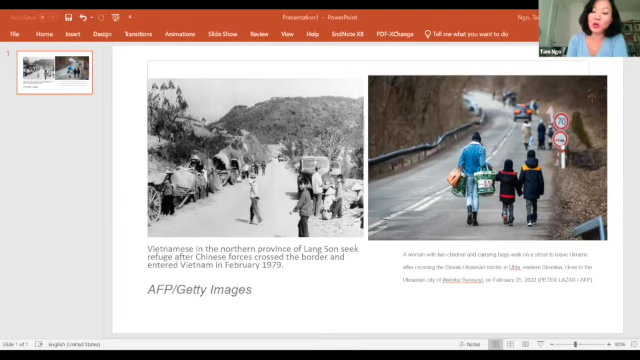 AutoSave
Presentation1 - PowerPoint
Ngo, Ta
File Home Insert Design Transitions Animations Slide Show Review View Help EndNote X8 PDF-XChange Tell me what you want to do
Tam Ngo
1
70
Vietnamese in the northern province of Lang Son seek
refuge after Chinese forces crossed the border and
entered Vietnam in February 1979.
AFP/Getty Images
A woman with two children and carrying bags walk on a street to leave Ukraine
after crossing the Slovak-Ukrainian border in Ubla, eastern Slovakia, close to the
Ukrainian city of Welykyj Beresnyj, on February 25, 2022 (PETER LAZAR / AFP)
Slide 1 of 1 English (United States) Notes 80%